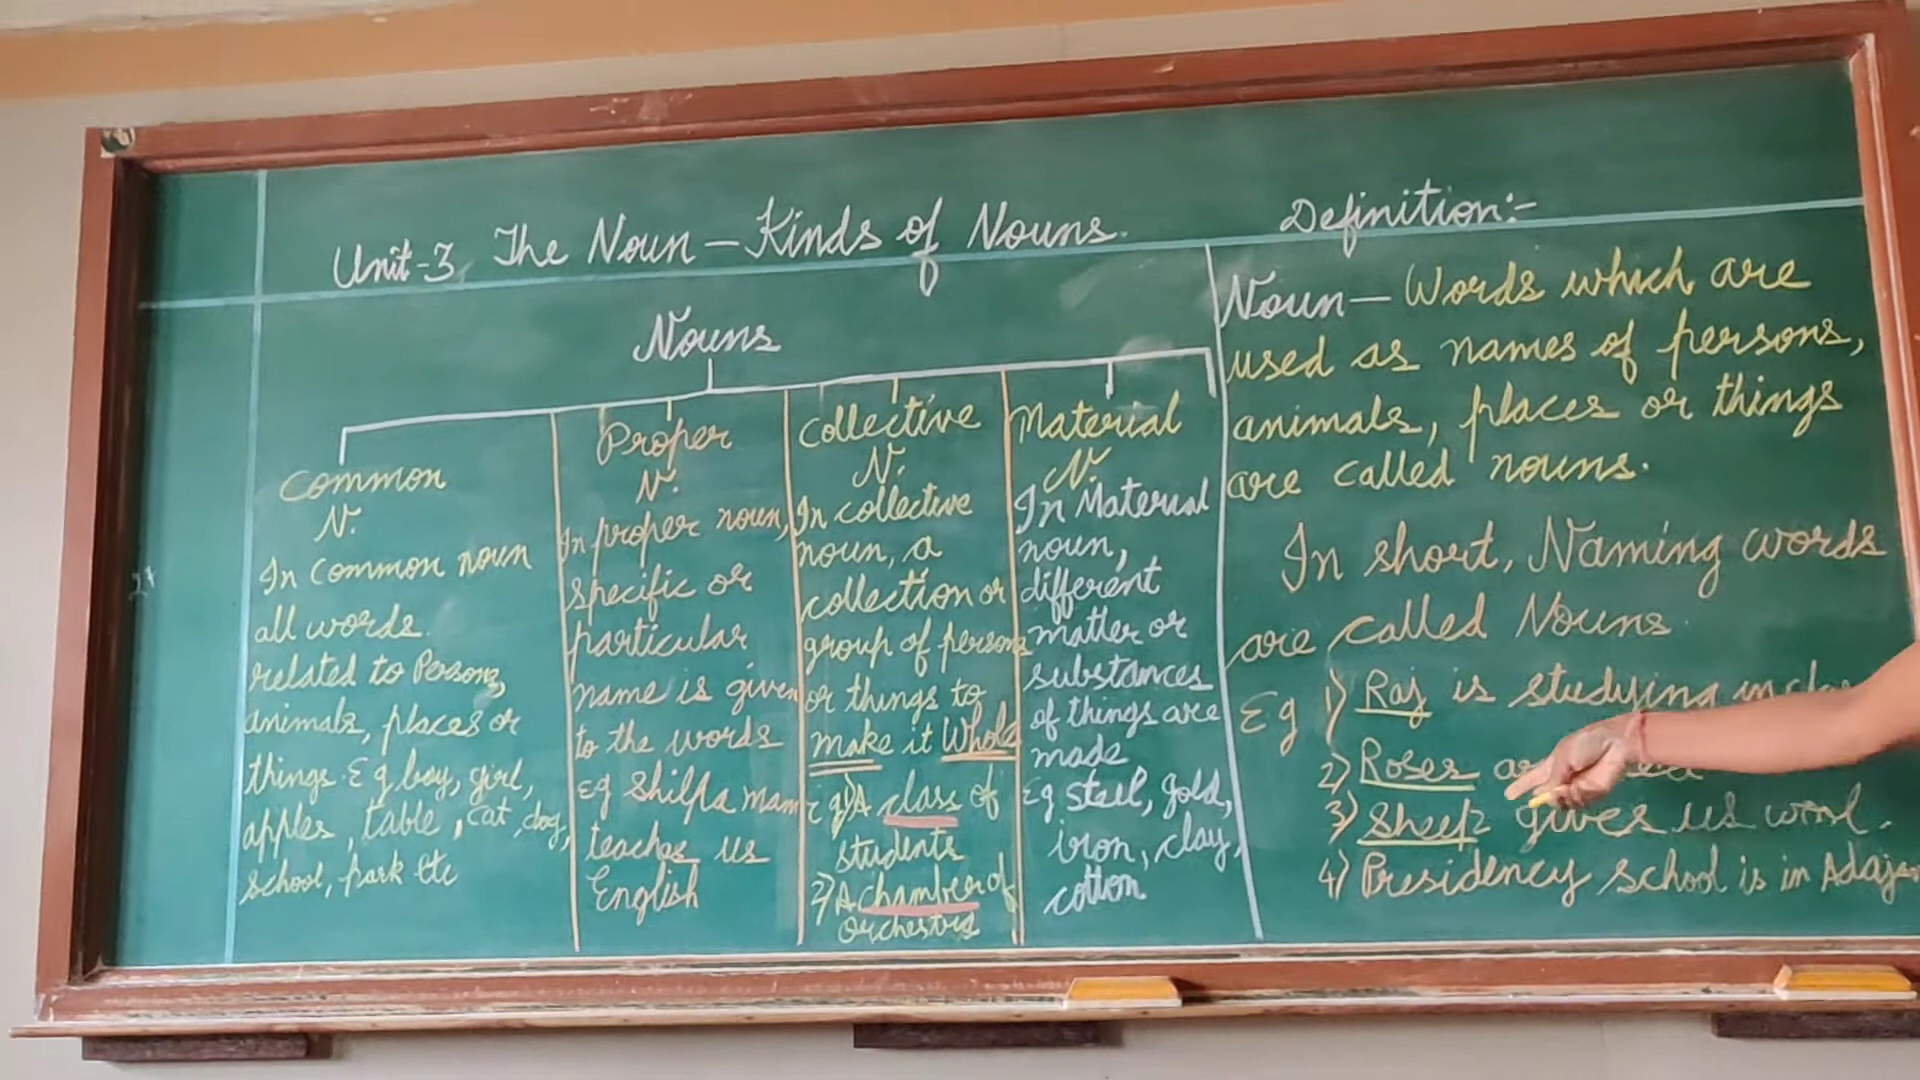 Unit-3 The Noun – Kinds of Nouns.
Nouns
Common
N.
In Common noun
all words
related to Persons,
animals, places or
things. Eg boy, girl,
apples, table, cat, dog,
school, park etc
Proper
N.
In proper noun,
specific or
particular
name is given
to the words
eg Shilpa mam
teaches us
English
Collective
N.
In collective
noun, a
collection or
group of persons
or things to
make it Whole
eg 1) A class of
students
2) A chamber of
Orchestra
Material
N.
In Material
noun,
different
matter or
substances
of things are
made
Eg steel, gold,
iron, clay,
cotton
Definition:-
Noun – Words which are
used as names of persons,
animals, places or things
are called nouns.
In short, Naming words
are called Nouns.
Eg 1) Raj is studying in
2) Roses
3) Sheep gives us wool.
4) Presidency school is in Adajan